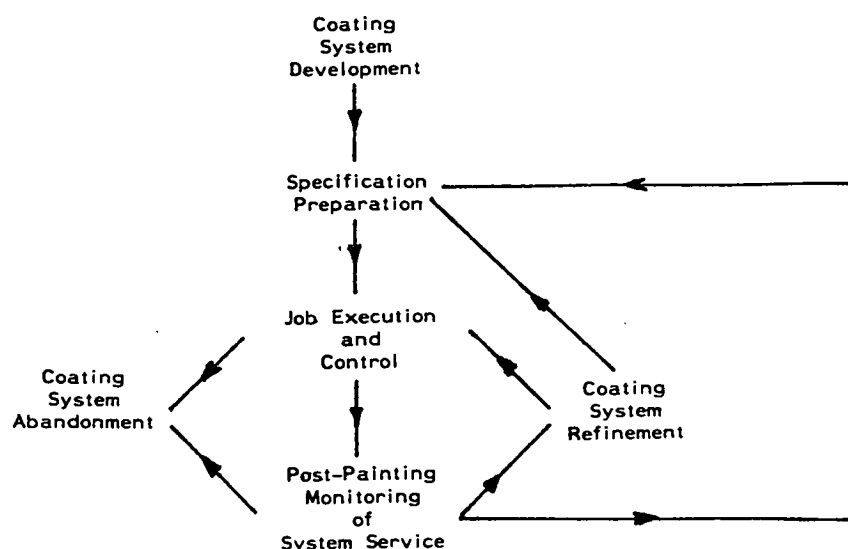 Coating
System
Development
Specification
Preparation
Job Execution
and
Control
Coating
System
Abandonment
Coating
System
Refinement
Post-Painting
Monitoring
of
System Service